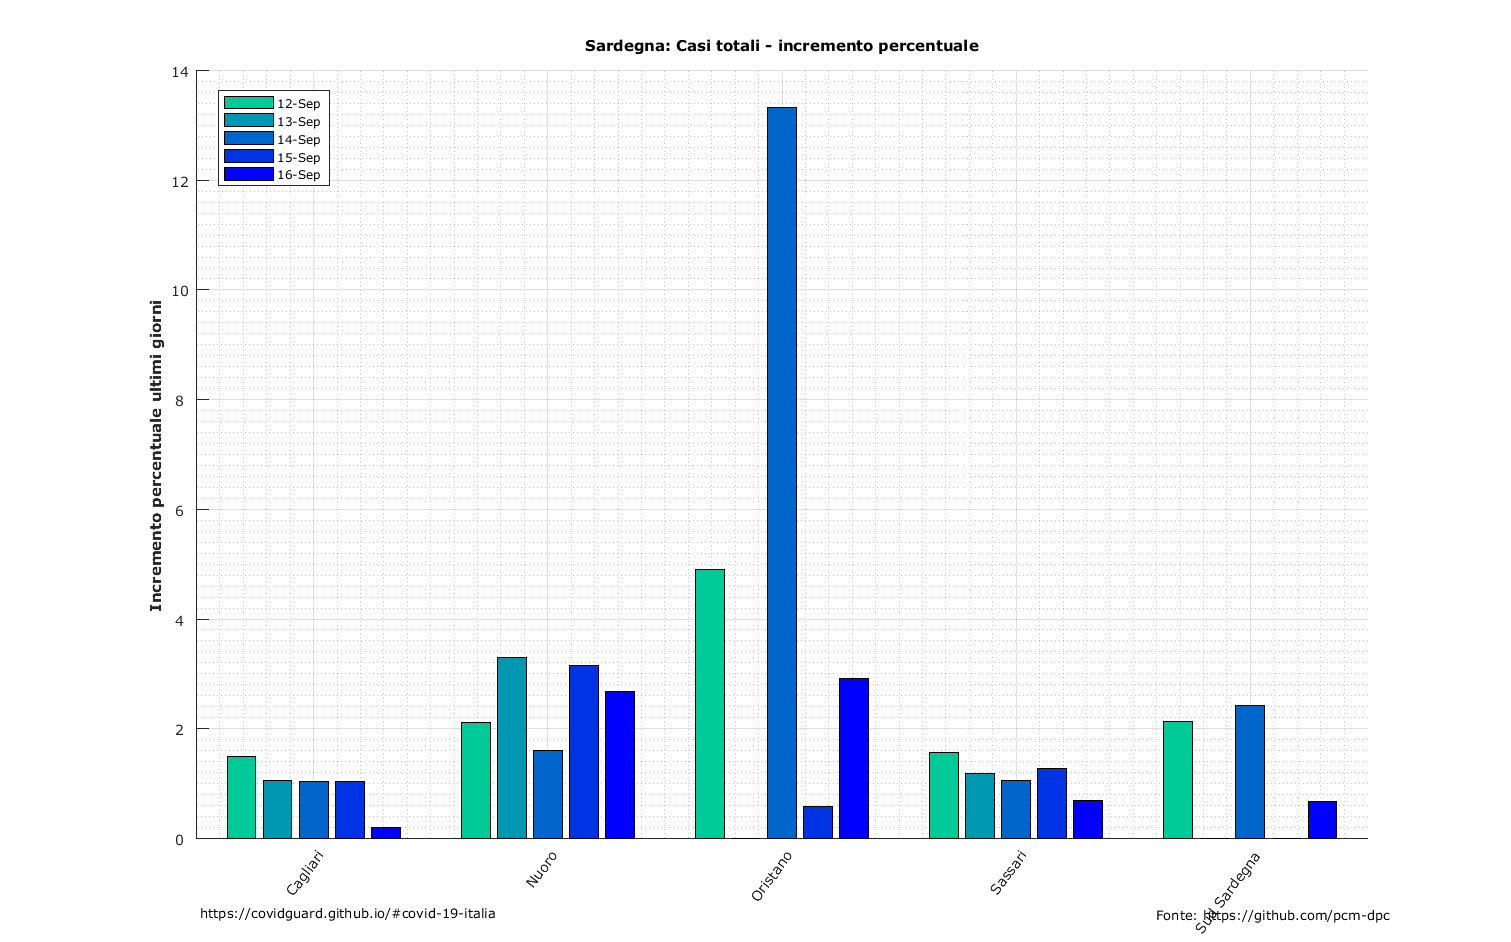 Sardegna: Casi totali - incremento percentuale
14
12
10
8
6
4
2
0
Incremento percentuale ultimi giorni
12-Sep
13-Sep
14-Sep
15-Sep
16-Sep
Cagliari
Nuoro
Oristano
Sassari
Sud Sardegna
https://covidguard.github.io/#covid-19-italia
Fonte: https://github.com/pcm-dpc